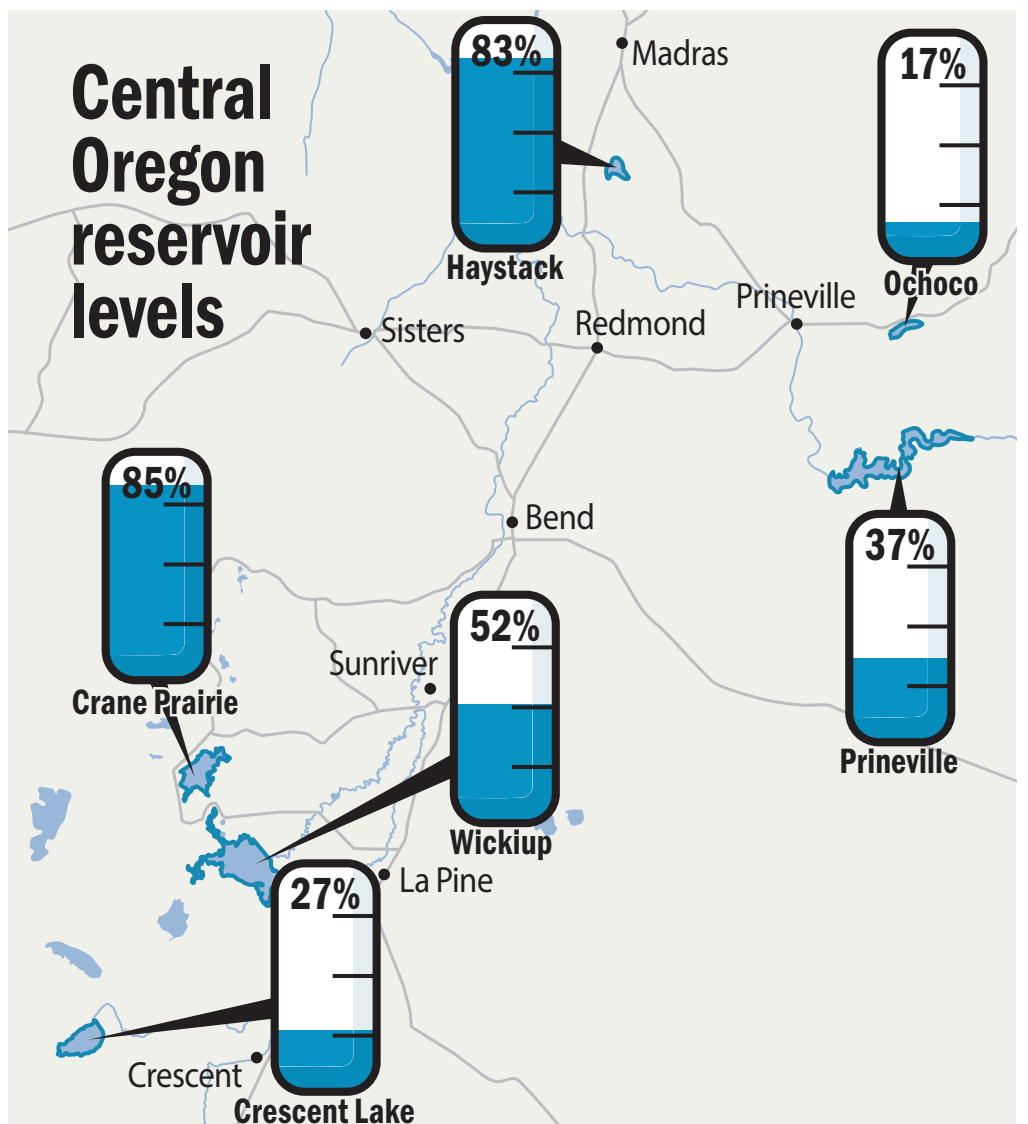 Central
Oregon
reservoir
levels
83%
Haystack
Madras
17%
Ochoco
Prineville
Sisters
Redmond
85%
Crane Prairie
Bend
37%
Prineville
52%
Wickiup
Sunriver
27%
La Pine
Crescent
Crescent Lake